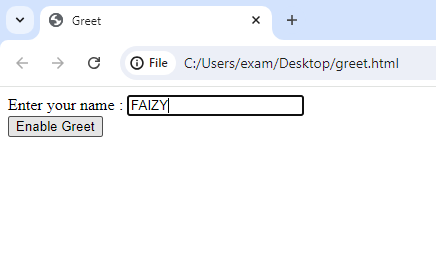 Greet
File C:/Users/exam/Desktop/greet.html
Enter your name : FAIZY
Enable Greet